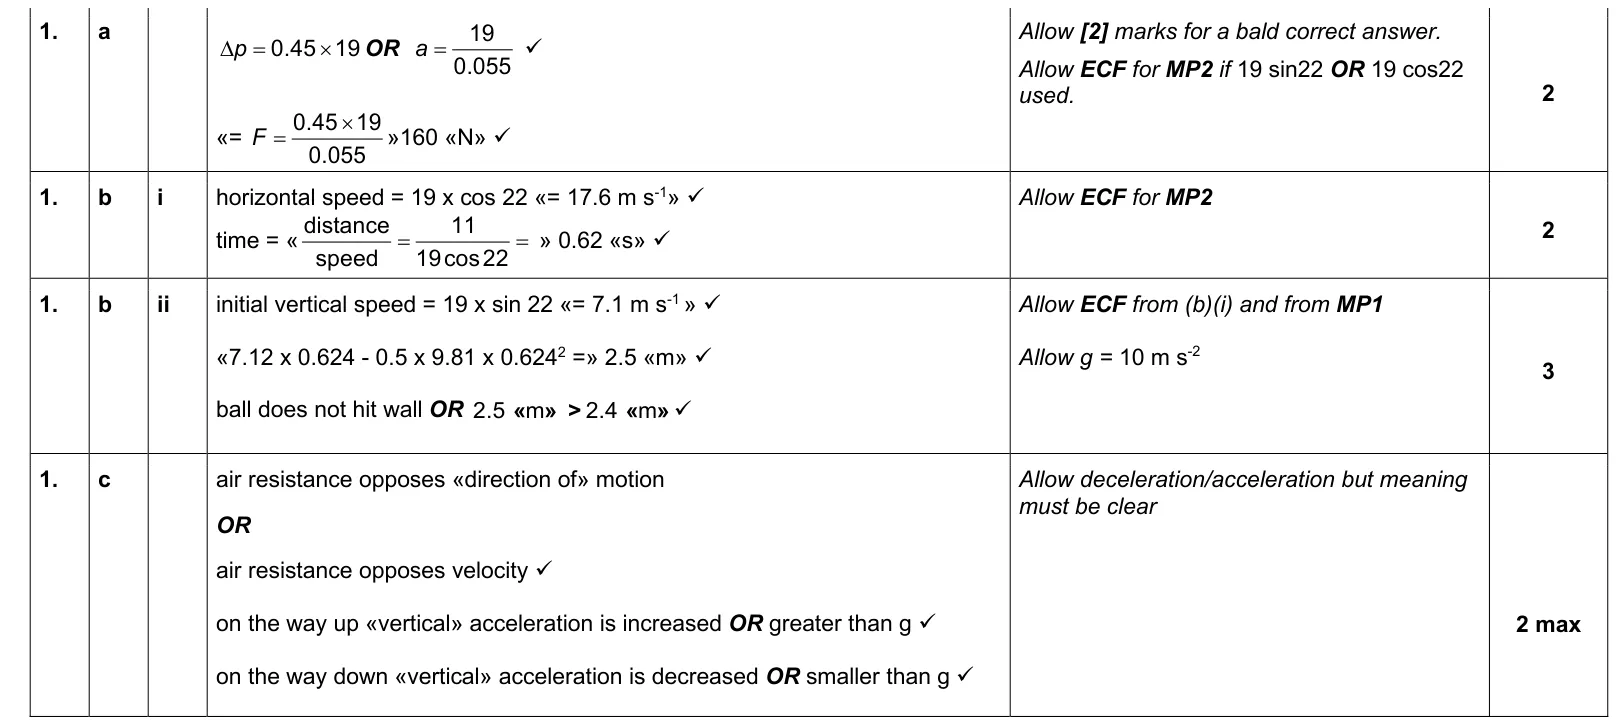 1. a Δp = 0.45 × 19 OR a = 19/0.055 ✓ Allow [2] marks for a bald correct answer.
Allow ECF for MP2 if 19 sin22 OR 19 cos22
used.
2
«= F = (0.45 × 19)/0.055 »160 «N» ✓
1. b i horizontal speed = 19 x cos 22 «= 17.6 m s⁻¹» ✓ Allow ECF for MP2
time = « distance/speed = 11/(19 cos 22) = » 0.62 «s» ✓ 2
1. b ii initial vertical speed = 19 x sin 22 «= 7.1 m s⁻¹ » ✓ Allow ECF from (b)(i) and from MP1
«7.12 x 0.624 - 0.5 x 9.81 x 0.624² =» 2.5 «m» ✓ Allow g = 10 m s⁻²
3
ball does not hit wall OR 2.5 «m» > 2.4 «m» ✓
1. c air resistance opposes «direction of» motion Allow deceleration/acceleration but meaning
must be clear
OR
air resistance opposes velocity ✓
on the way up «vertical» acceleration is increased OR greater than g ✓ 2 max
on the way down «vertical» acceleration is decreased OR smaller than g ✓